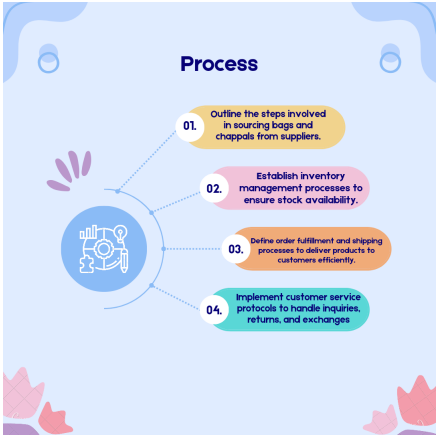 Process
01.
Outline the steps involved
in sourcing bags and
chappals from suppliers.
02.
Establish inventory
management processes to
ensure stock availability.
03.
Define order fulfillment and shipping
processes to deliver products to
customers efficiently.
04.
Implement customer service
protocols to handle inquiries,
returns, and exchanges